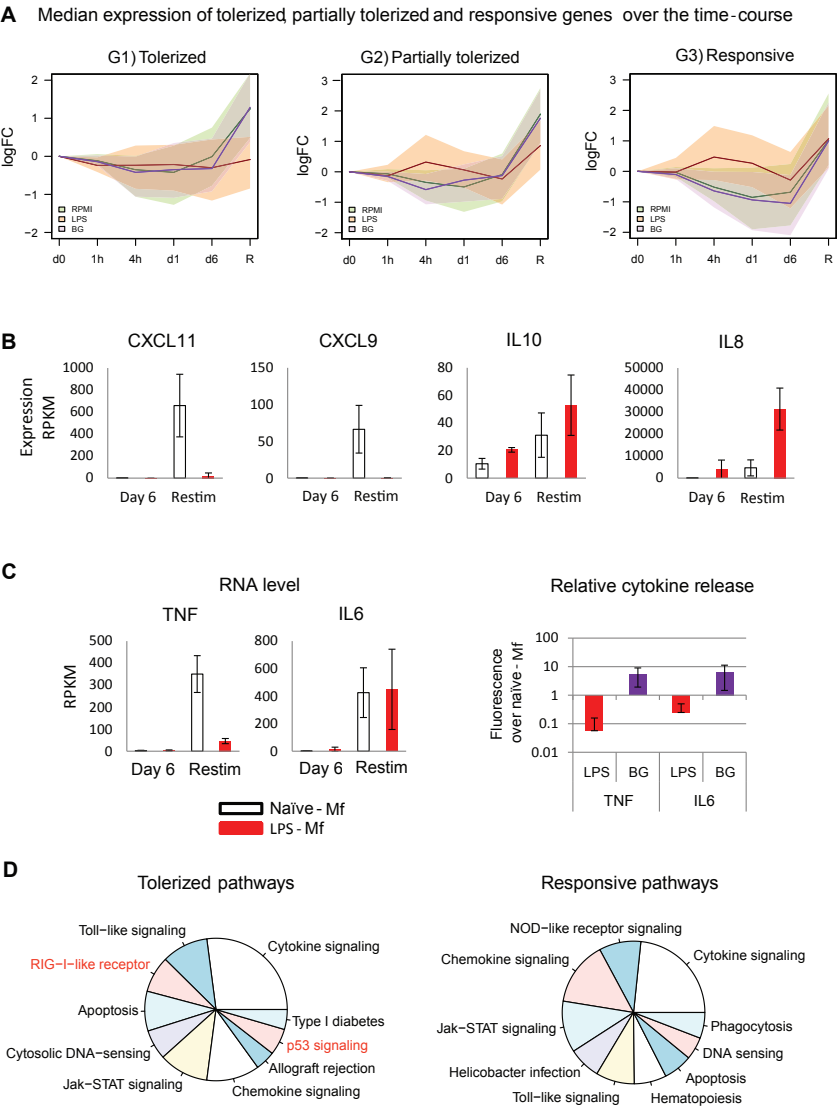 A Median expression of tolerized, partially tolerized and responsive genes over the time-course
G1) Tolerized
logFC
2
1
0
−1
−2
RPMI
LPS
BG
d0 1h 4h d1 d6 R
G2) Partially tolerized
logFC
3
2
1
0
−1
−2
RPMI
LPS
BG
d0 1h 4h d1 d6 R
G3) Responsive
logFC
3
2
1
0
−1
−2
RPMI
LPS
BG
d0 1h 4h d1 d6 R
B
CXCL11
Expression
RPKM
1000
800
600
400
200
0
Day 6 Restim
CXCL9
150
100
50
0
Day 6 Restim
IL10
80
60
40
20
0
Day 6 Restim
IL8
50000
40000
30000
20000
10000
0
Day 6 Restim
C
RNA level
TNF
RPKM
500
400
300
200
100
0
Day 6 Restim
IL6
800
600
400
200
0
Day 6 Restim
Naïve - Mf
LPS - Mf
Relative cytokine release
Fluorescence
over naïve - Mf
100
10
1
0.1
0.01
LPS BG LPS BG
TNF IL6
D
Tolerized pathways
Toll−like signaling
Cytokine signaling
RIG−I−like receptor
Apoptosis
Type I diabetes
Cytosolic DNA−sensing
p53 signaling
Allograft rejection
Jak−STAT signaling
Chemokine signaling
Responsive pathways
NOD−like receptor signaling
Chemokine signaling
Cytokine signaling
Jak−STAT signaling
Phagocytosis
DNA sensing
Helicobacter infection
Apoptosis
Toll−like signaling
Hematopoiesis